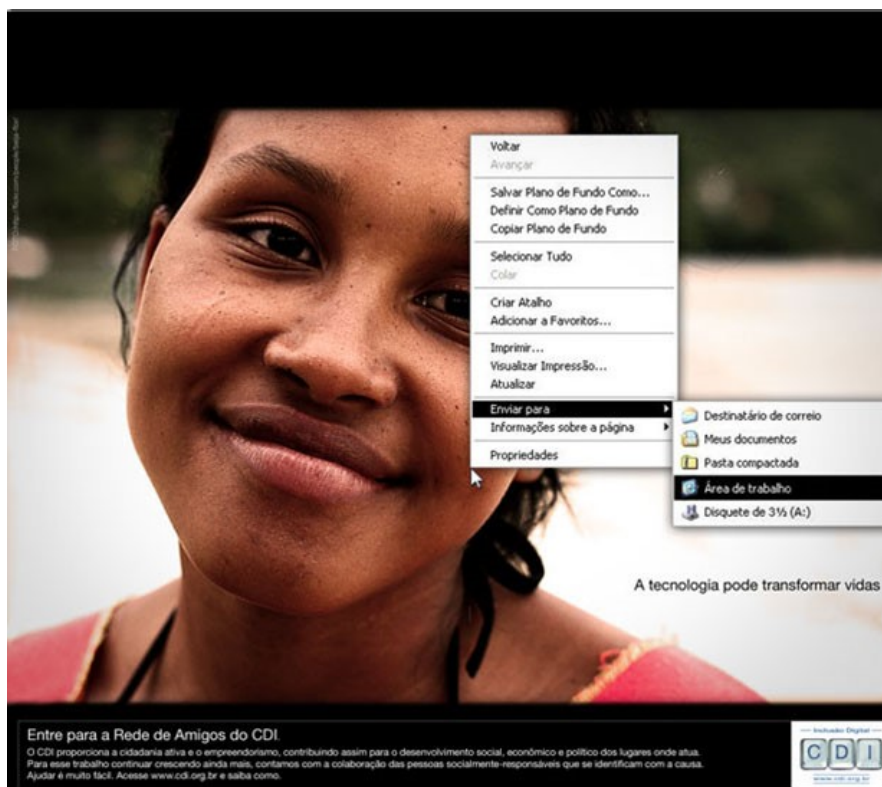 Voltar
Avançar
Salvar Plano de Fundo Como...
Definir Como Plano de Fundo
Copiar Plano de Fundo
Selecionar Tudo
Colar
Criar Atalho
Adicionar a Favoritos...
Imprimir...
Visualizar Impressão...
Atualizar
Enviar para
Informações sobre a página
Propriedades
Destinatário de correio
Meus documentos
Pasta compactada
Área de trabalho
Disquete de 3½ (A:)
A tecnologia pode transformar vidas
Entre para a Rede de Amigos do CDI.
O CDI proporciona a cidadania ativa e o empreendorismo, contribuindo assim para o desenvolvimento social, econômico e político dos lugares onde atua.
Para esse trabalho continuar crescendo ainda mais, contamos com a colaboração das pessoas socialmente-responsáveis que se identificam com a causa.
Ajudar é muito fácil. Acesse www.cdi.org.br e saiba como.
Inclusão Digital
CDI
www.cdi.org.br